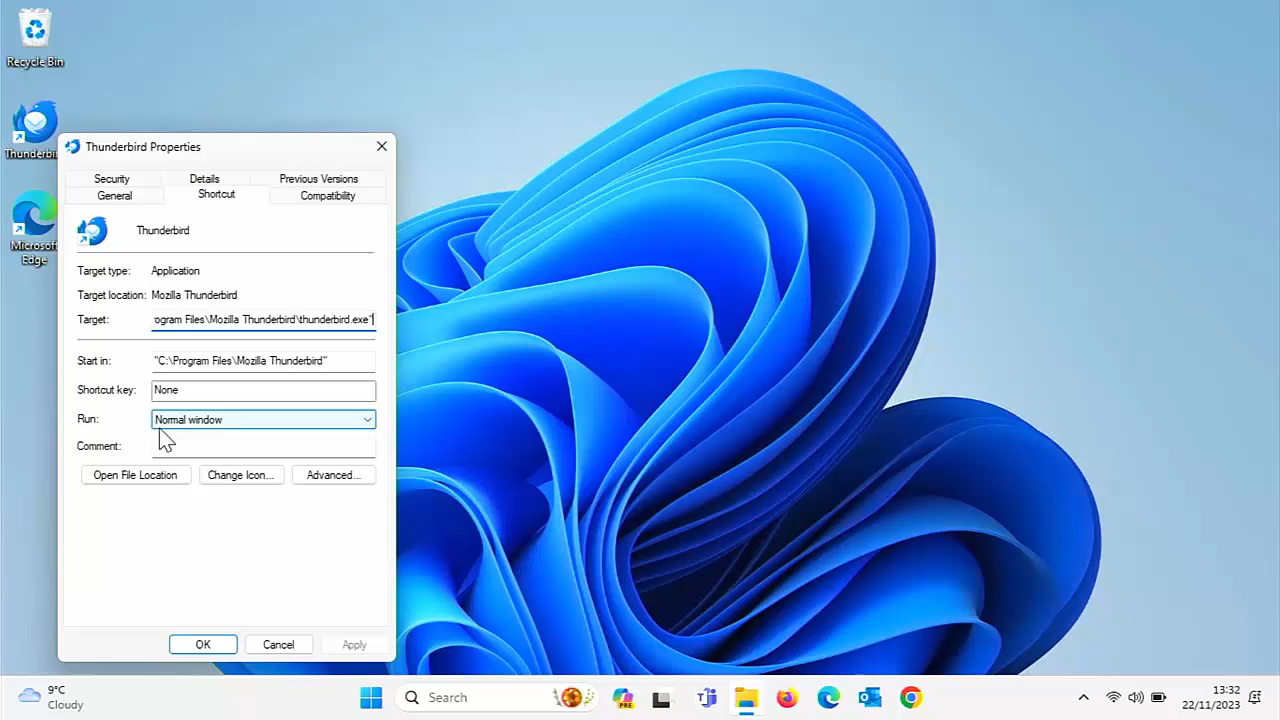 Recycle Bin
Thunderbir
Microsoft
Edge
Thunderbird Properties
Security
Details
Previous Versions
General
Shortcut
Compatibility
Thunderbird
Target type: Application
Target location: Mozilla Thunderbird
Target: ogram Files\Mozilla Thunderbird\thunderbird.exe"
Start in: "C:\Program Files\Mozilla Thunderbird"
Shortcut key: None
Run: Normal window
Comment:
Open File Location
Change Icon...
Advanced...
OK
Cancel
Apply
9°C
Cloudy
Search
PRE
13:32
22/11/2023